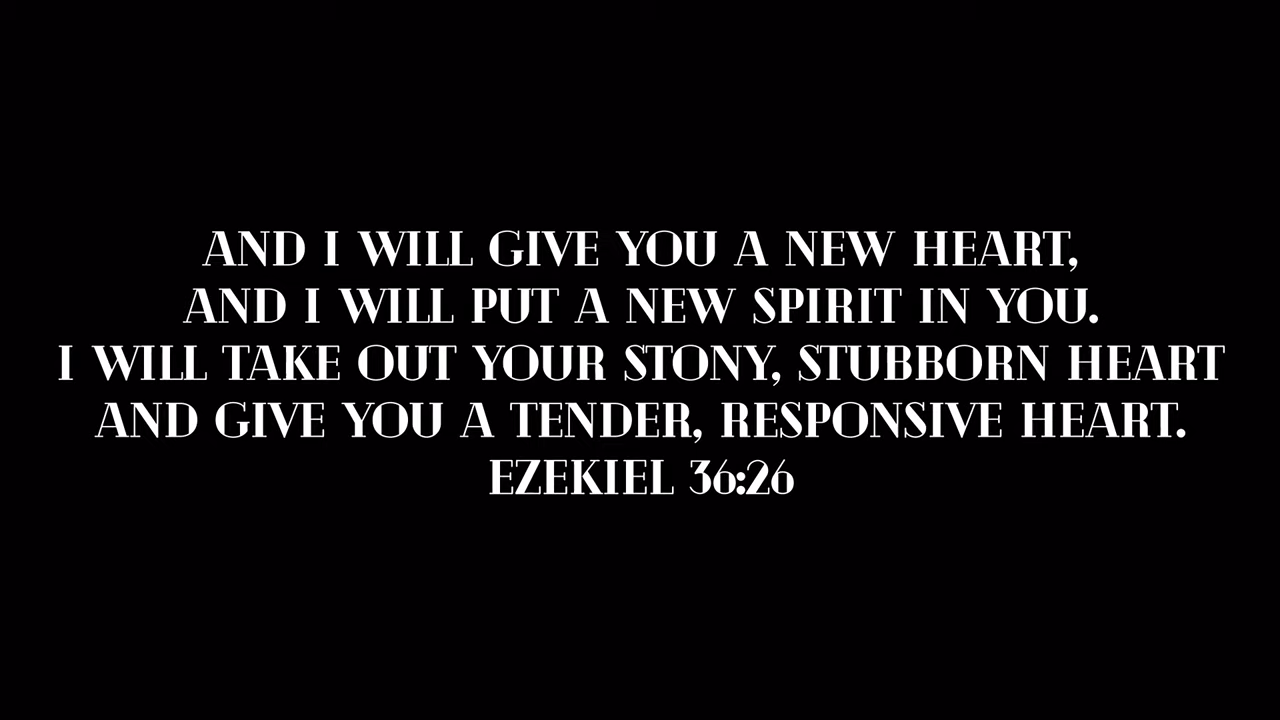 AND I WILL GIVE YOU A NEW HEART,
AND I WILL PUT A NEW SPIRIT IN YOU.
I WILL TAKE OUT YOUR STONY, STUBBORN HEART
AND GIVE YOU A TENDER, RESPONSIVE HEART.
EZEKIEL 36:26